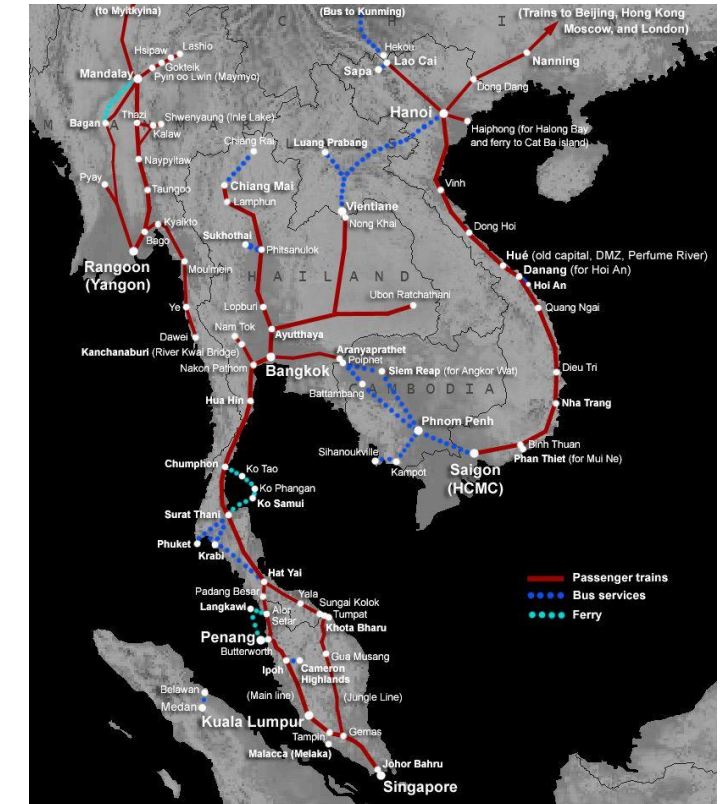 (to Myitkyina)
(Bus to Kunming)
(Trains to Beijing, Hong Kong
Moscow, and London)
C H I
Hsipaw
Lashio
Gokteik
Mandalay
Pyin oo Lwin (Maymyo)
Hekou
Lao Cai
Sapa
Nanning
Dong Dang
Hanoi
Haiphong (for Halong Bay
and ferry to Cat Ba island)
Bagan
Thazi
Shwenyaung (Inle Lake)
Kalaw
M
Naypyitaw
Chiang Rai
Luang Prabang
Pyay
Taungoo
Chiang Mai
Lamphun
Vinh
Vientiane
Nong Khai
Kyaikto
Bago
Sukhothai
Phitsanulok
Dong Hoi
Rangoon
(Yangon)
Moulmein
Hué (old capital, DMZ, Perfume River)
Danang (for Hoi An)
Hoi An
H A I L A N D
Ubon Ratchathani
Quang Ngai
Ye
Lopburi
Dawei
Nam Tok
Ayutthaya
Kanchanaburi (River Kwai Bridge)
Nakon Pathom
Bangkok
Aranyaprathet
Poipnet
Siem Reap (for Angkor Wat)
Dieu Tri
Battambang
C A M B O D I A
Hua Hin
Nha Trang
Phnom Penh
Sihanoukville
Kampot
Saigon
(HCMC)
Binh Thuan
Phan Thiet (for Mui Ne)
Chumphon
Ko Tao
Ko Phangan
Ko Samui
Surat Thani
Phuket
Krabi
Hat Yai
Padang Besar
Yala
Sungai Kolok
Tumpat
Khota Bharu
Langkawi
Alor
Setar
Penang
Butterworth
Gua Musang
Ipoh
Cameron
Highlands
(Main line)
(Jungle Line)
Belawan
Medan
Kuala Lumpur
Tampin
Gemas
Malacca (Melaka)
Johor Bahru
Singapore
Passenger trains
Bus services
Ferry